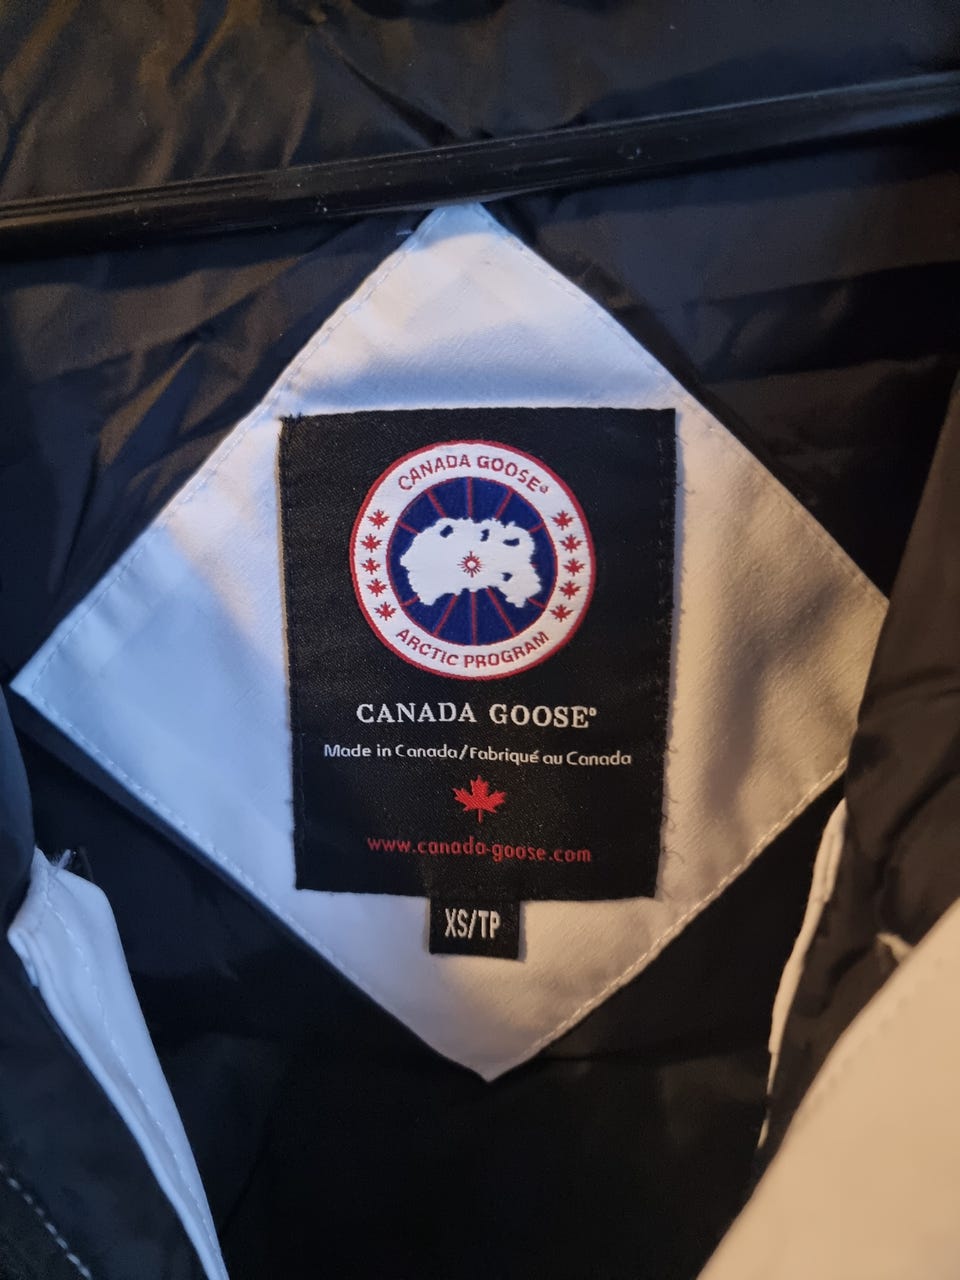 CANADA GOOSE®
ARCTIC PROGRAM
CANADA GOOSE®
Made in Canada/Fabriqué au Canada
www.canada-goose.com
XS/TP